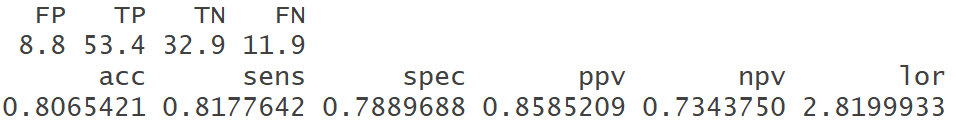 FP TP TN FN
8.8 53.4 32.9 11.9
acc sens spec ppv npv lor
0.8065421 0.8177642 0.7889688 0.8585209 0.7343750 2.8199933